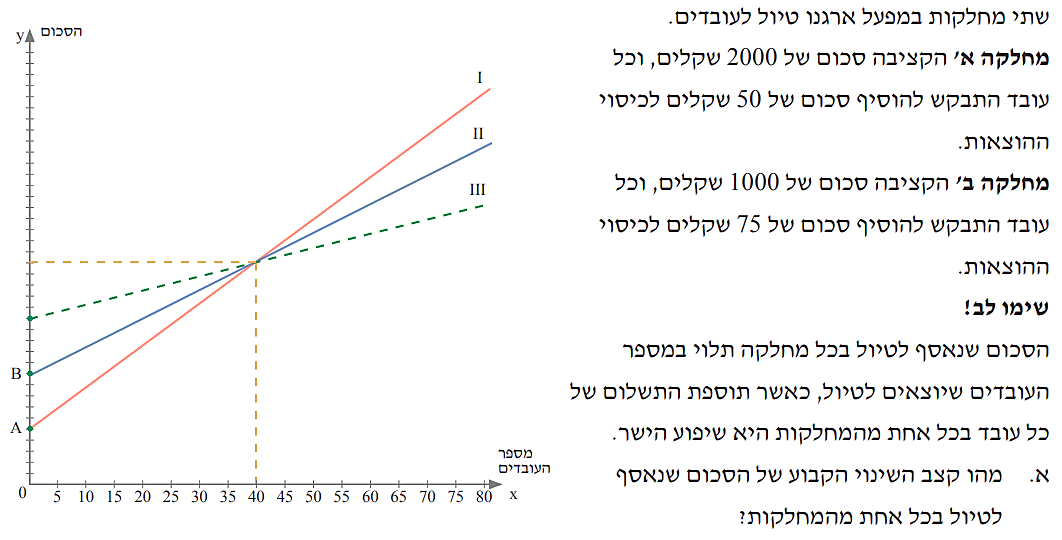 שתי מחלקות במפעל ארגנו טיול לעובדים.
מחלקה א׳ הקציבה סכום של 2000 שקלים, וכל
עובד התבקש להוסיף סכום של 50 שקלים לכיסוי
ההוצאות.
מחלקה ב׳ הקציבה סכום של 1000 שקלים, וכל
עובד התבקש להוסיף סכום של 75 שקלים לכיסוי
ההוצאות.
שימו לב!
הסכום שנאסף לטיול בכל מחלקה תלוי במספר
העובדים שיוצאים לטיול, כאשר תוספת התשלום של
כל עובד בכל אחת מהמחלקות היא שיפוע הישר.
א. מהו קצב השינוי הקבוע של הסכום שנאסף
לטיול בכל אחת מהמחלקות?
y הסכום
I
II
III
B
A
מספר
העובדים
x
0 5 10 15 20 25 30 35 40 45 50 55 60 65 70 75 80